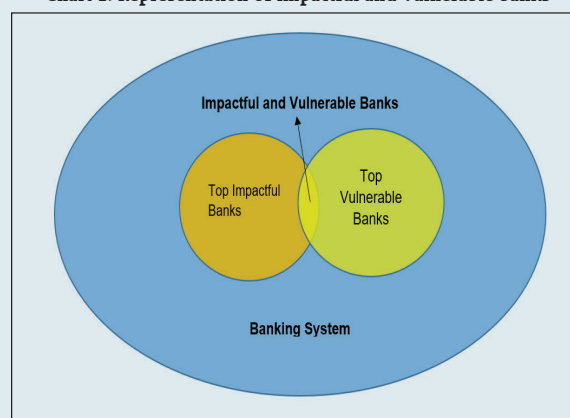 Impactful and Vulnerable Banks
Top Impactful
Banks
Top
Vulnerable
Banks
Banking System